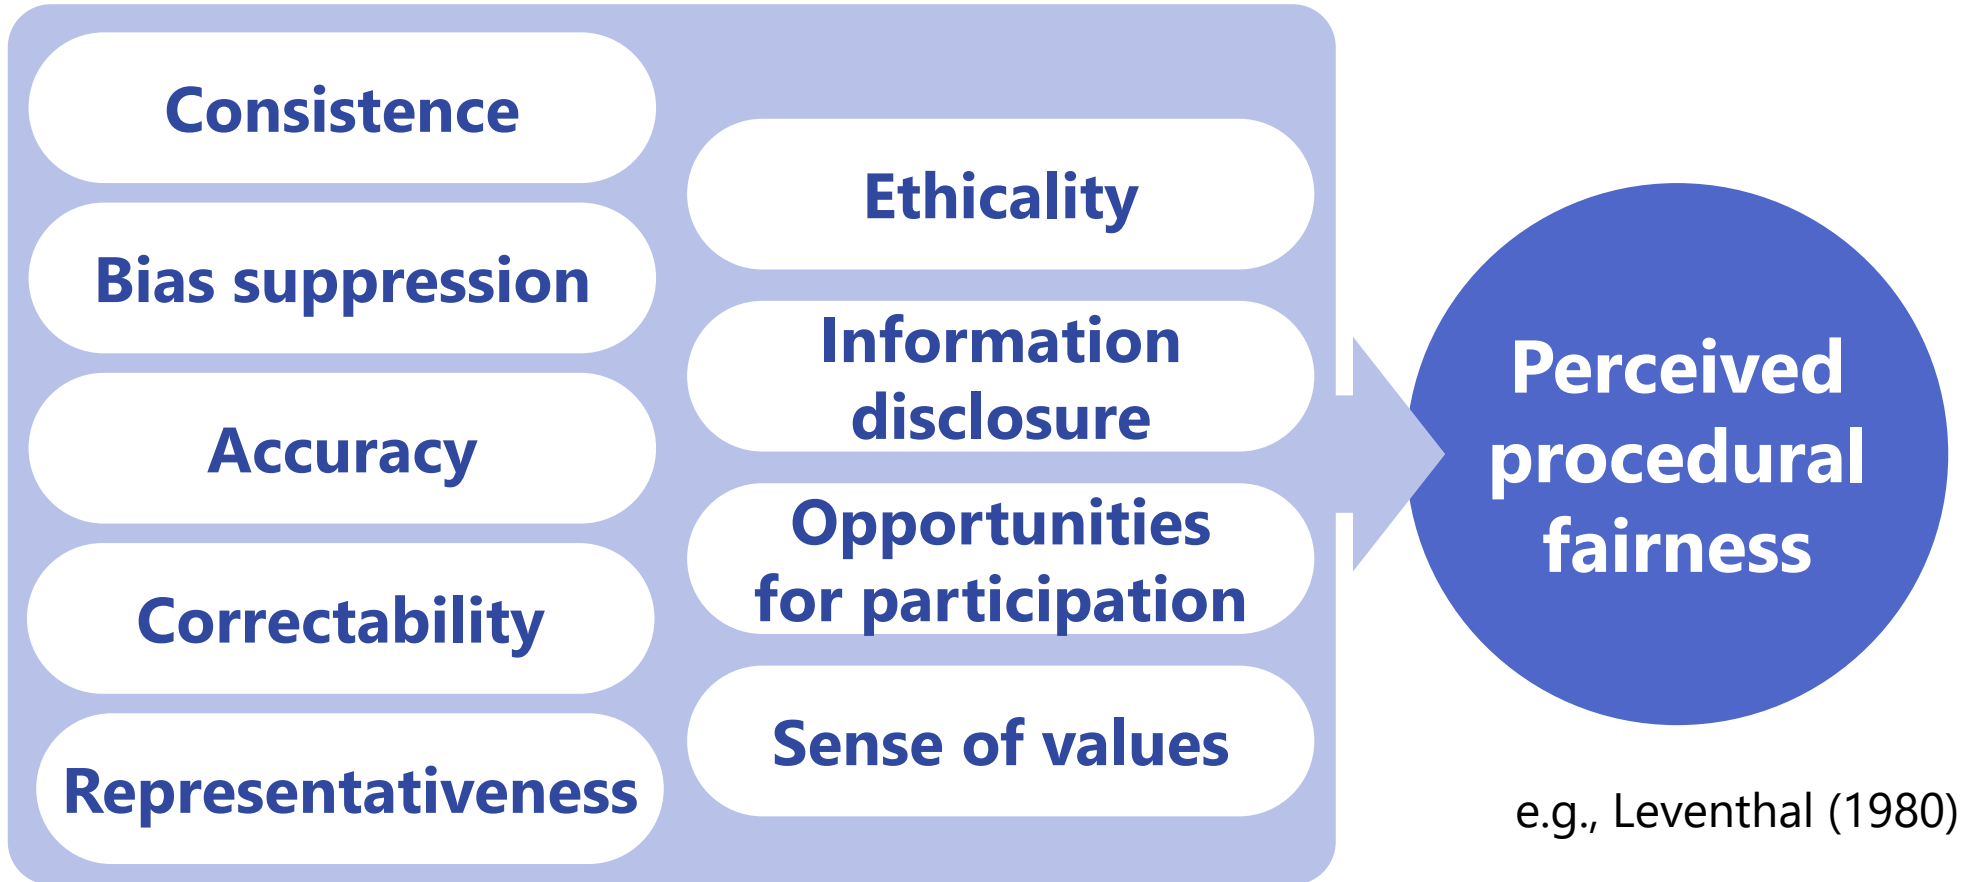 Consistence
Bias suppression
Accuracy
Correctability
Representativeness
Ethicality
Information
disclosure
Opportunities
for participation
Sense of values
Perceived
procedural
fairness
e.g., Leventhal (1980)